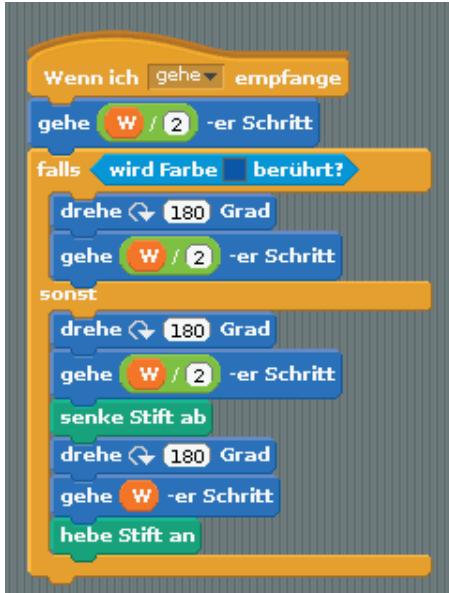 Wenn ich gehe empfange
gehe W / 2 -er Schritt
falls wird Farbe berührt?
drehe 180 Grad
gehe W / 2 -er Schritt
sonst
drehe 180 Grad
gehe W / 2 -er Schritt
senke Stift ab
drehe 180 Grad
gehe W -er Schritt
hebe Stift an